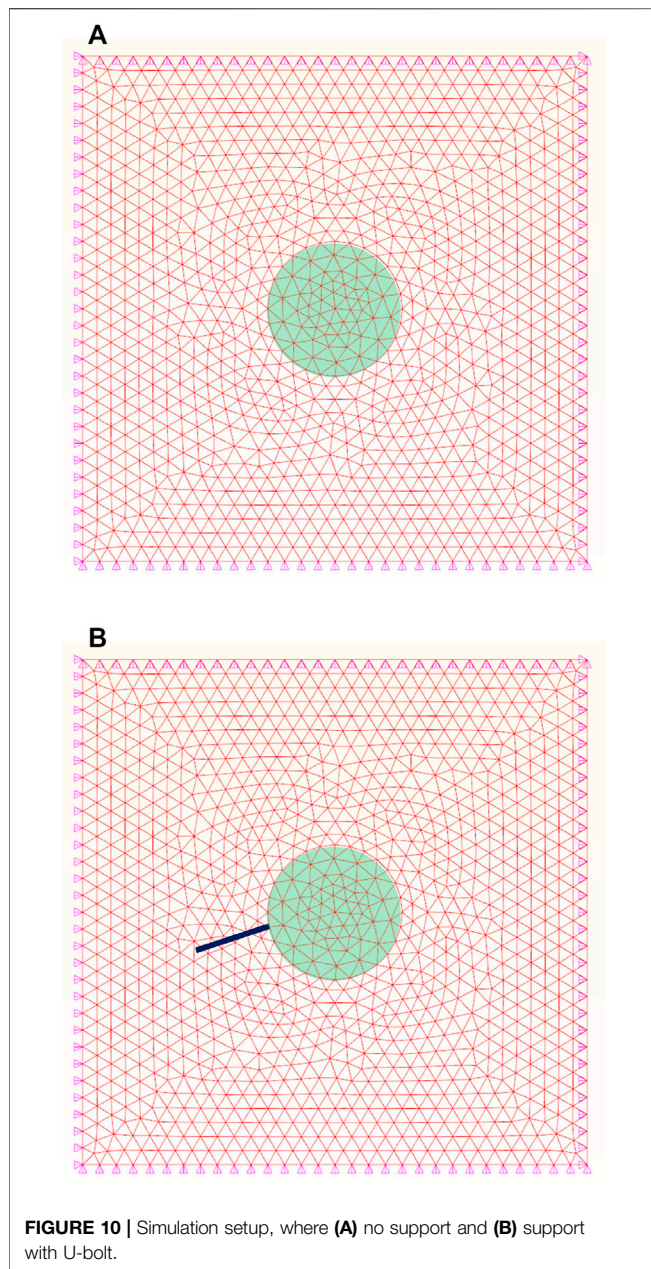 A
B
FIGURE 10 | Simulation setup, where (A) no support and (B) support
with U-bolt.